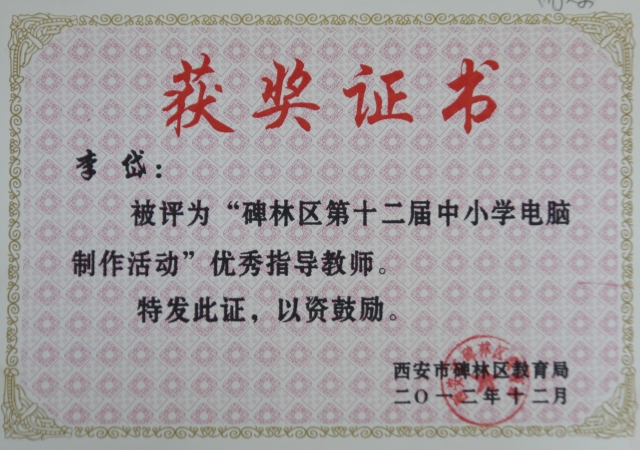 获奖证书
李岱：
被评为“碑林区第十二届中小学电脑
制作活动”优秀指导教师。
特发此证，以资鼓励。
西安市碑林区教育局
二〇一二年十二月